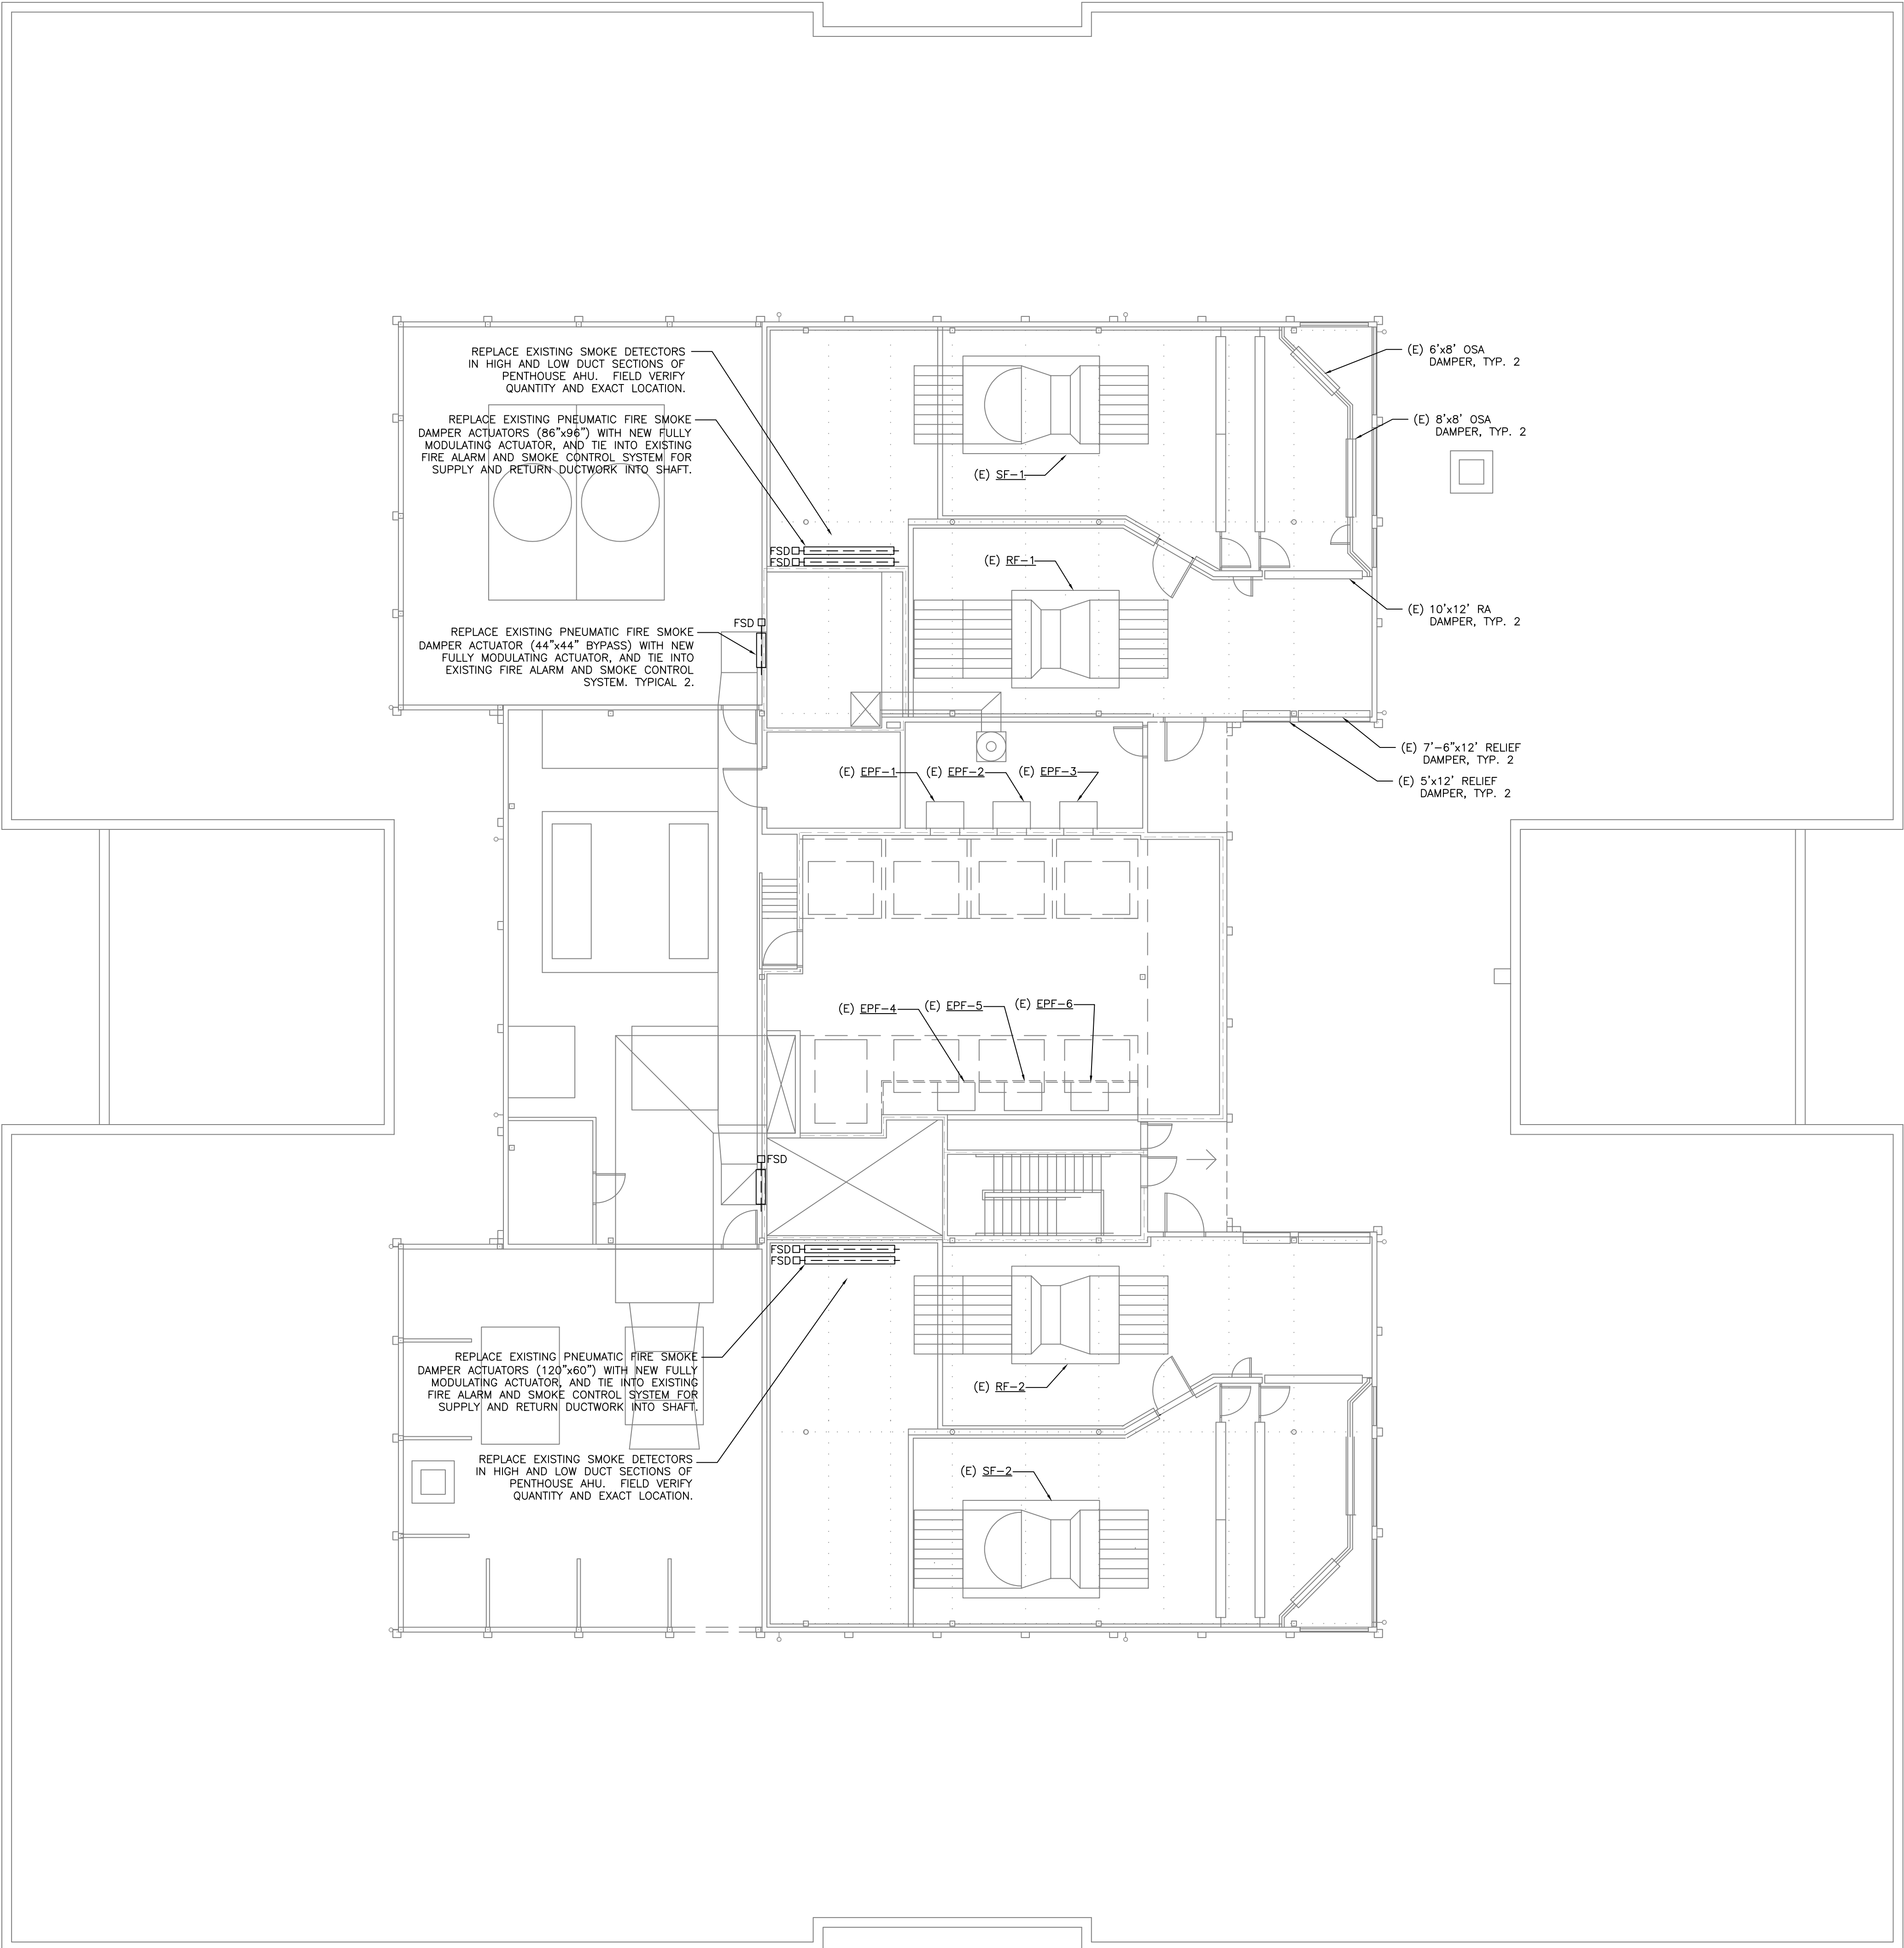 REPLACE EXISTING SMOKE DETECTORS
IN HIGH AND LOW DUCT SECTIONS OF
PENTHOUSE AHU.  FIELD VERIFY
QUANTITY AND EXACT LOCATION.
REPLACE EXISTING PNEUMATIC FIRE SMOKE
DAMPER ACTUATORS (86"x96") WITH NEW FULLY
MODULATING ACTUATOR, AND TIE INTO EXISTING
FIRE ALARM AND SMOKE CONTROL SYSTEM FOR
SUPPLY AND RETURN DUCTWORK INTO SHAFT.
(E) SF-1
(E) 6'x8' OSA
DAMPER, TYP. 2
(E) 8'x8' OSA
DAMPER, TYP. 2
FSD
FSD
(E) RF-1
(E) 10'x12' RA
DAMPER, TYP. 2
FSD
REPLACE EXISTING PNEUMATIC FIRE SMOKE
DAMPER ACTUATOR (44"x44" BYPASS) WITH NEW
FULLY MODULATING ACTUATOR, AND TIE INTO
EXISTING FIRE ALARM AND SMOKE CONTROL
SYSTEM. TYPICAL 2.
(E) 7'-6"x12' RELIEF
DAMPER, TYP. 2
(E) 5'x12' RELIEF
DAMPER, TYP. 2
(E) EPF-1
(E) EPF-2
(E) EPF-3
(E) EPF-4
(E) EPF-5
(E) EPF-6
FSD
FSD
FSD
REPLACE EXISTING PNEUMATIC FIRE SMOKE
DAMPER ACTUATORS (120"x60") WITH NEW FULLY
MODULATING ACTUATOR, AND TIE INTO EXISTING
FIRE ALARM AND SMOKE CONTROL SYSTEM FOR
SUPPLY AND RETURN DUCTWORK INTO SHAFT.
(E) RF-2
REPLACE EXISTING SMOKE DETECTORS
IN HIGH AND LOW DUCT SECTIONS OF
PENTHOUSE AHU.  FIELD VERIFY
QUANTITY AND EXACT LOCATION.
(E) SF-2